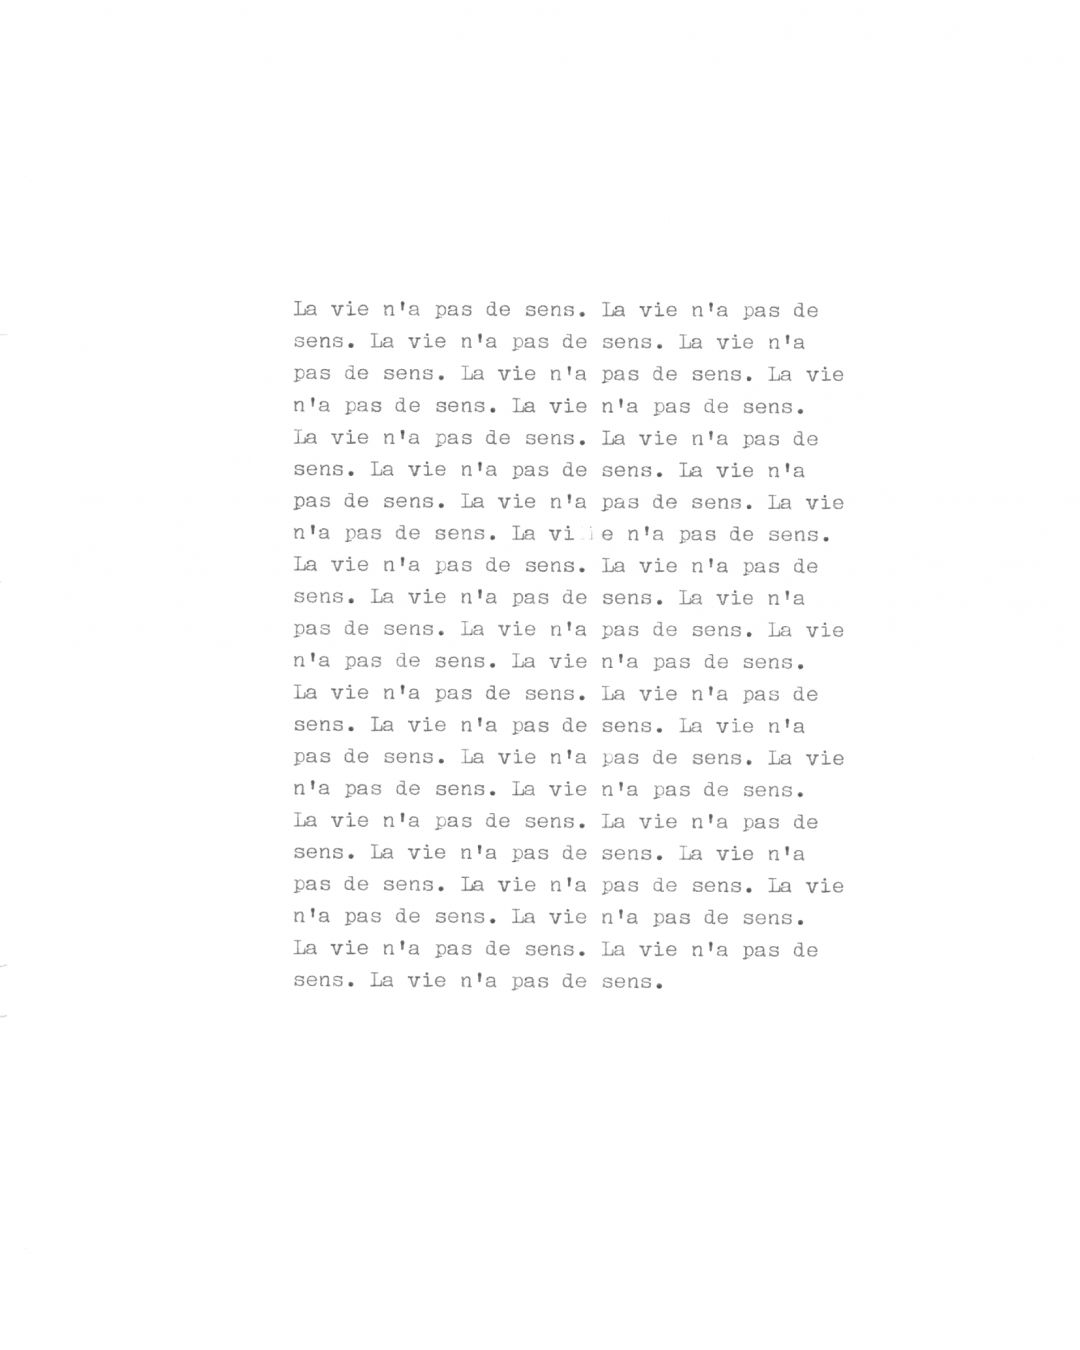 La vie n'a pas de sens. La vie n'a pas de
sens. La vie n'a pas de sens. La vie n'a
pas de sens. La vie n'a pas de sens. La vie
n'a pas de sens. La vie n'a pas de sens.
La vie n'a pas de sens. La vie n'a pas de
sens. La vie n'a pas de sens. La vie n'a
pas de sens. La vie n'a pas de sens. La vie
n'a pas de sens. La vi  e n'a pas de sens.
La vie n'a pas de sens. La vie n'a pas de
sens. La vie n'a pas de sens. La vie n'a
pas de sens. La vie n'a pas de sens. La vie
n'a pas de sens. La vie n'a pas de sens.
La vie n'a pas de sens. La vie n'a pas de
sens. La vie n'a pas de sens. La vie n'a
pas de sens. La vie n'a pas de sens. La vie
n'a pas de sens. La vie n'a pas de sens.
La vie n'a pas de sens. La vie n'a pas de
sens. La vie n'a pas de sens. La vie n'a
pas de sens. La vie n'a pas de sens. La vie
n'a pas de sens. La vie n'a pas de sens.
La vie n'a pas de sens. La vie n'a pas de
sens. La vie n'a pas de sens.